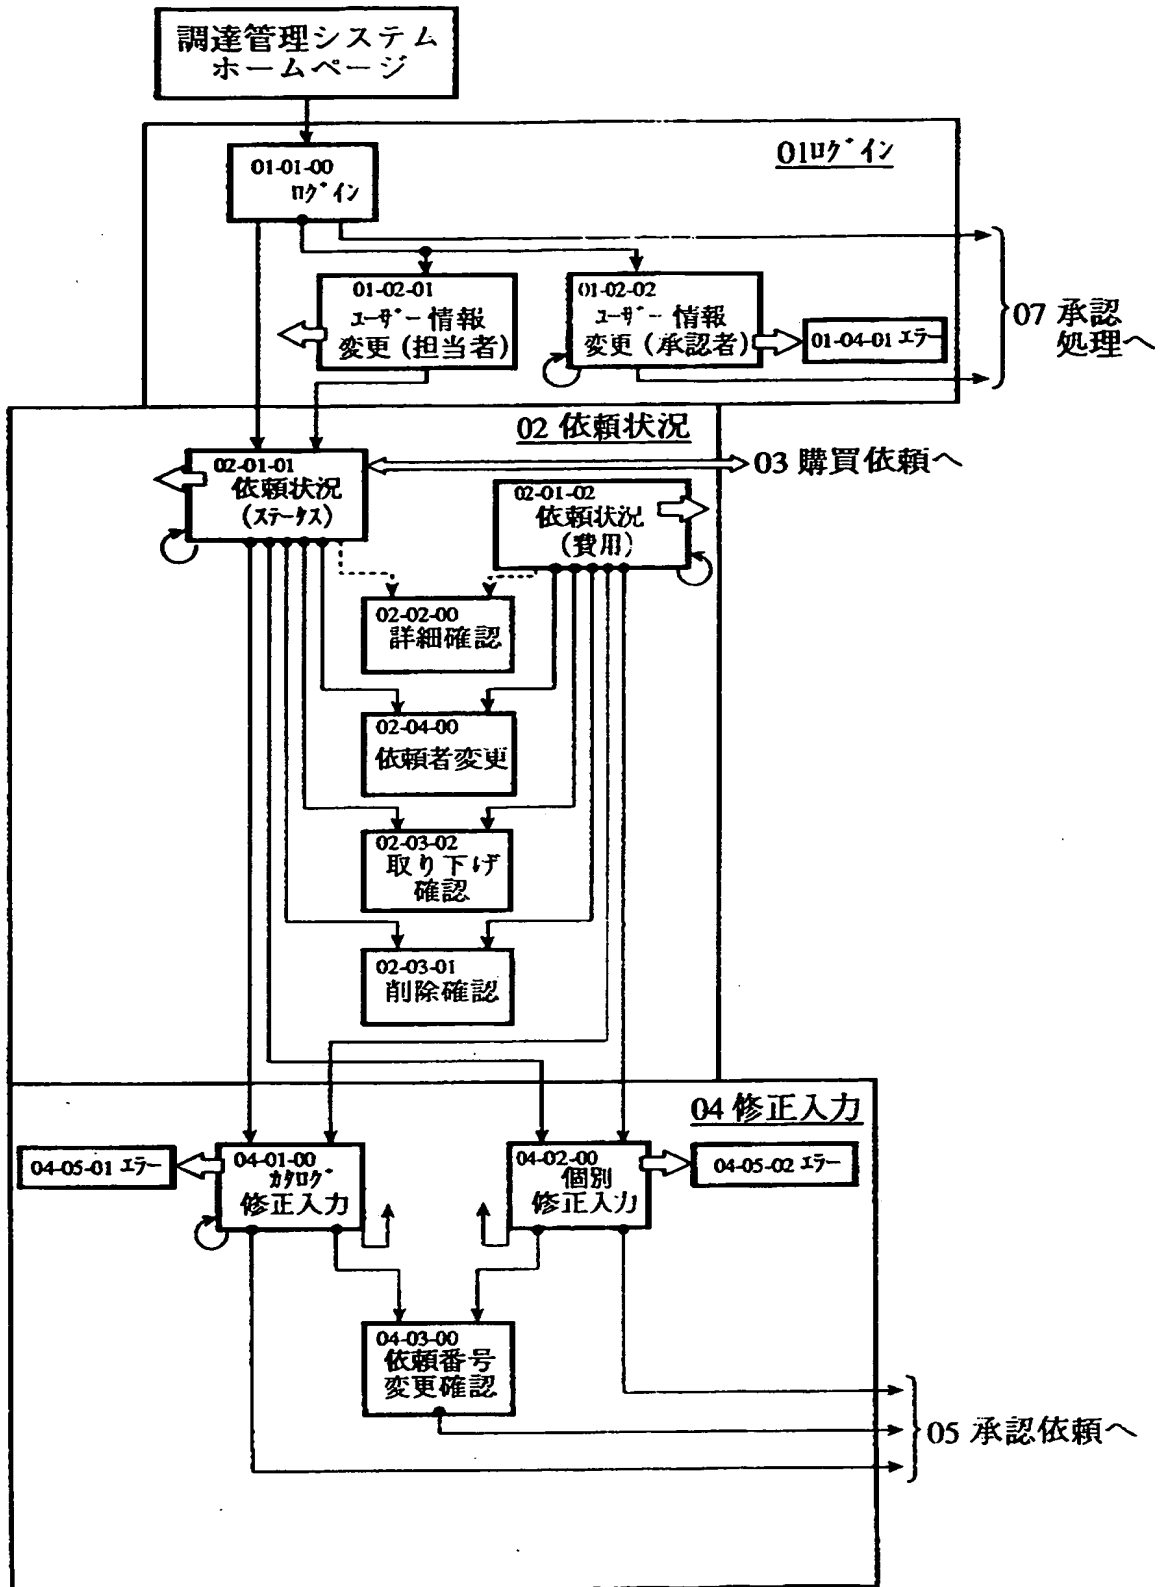 調達管理システム
ホームページ
01ﾛｸﾞｲﾝ
01-01-00
ﾛｸﾞｲﾝ
01-02-01
ﾕｰｻﾞｰ情報
変更(担当者)
01-02-02
ﾕｰｻﾞｰ情報
変更(承認者)
01-04-01 ｴﾗｰ
07 承認
処理へ
02 依頼状況
02-01-01
依頼状況
(ｽﾃｰﾀｽ)
03 購買依頼へ
02-01-02
依頼状況
(費用)
02-02-00
詳細確認
02-04-00
依頼者変更
02-03-02
取り下げ
確認
02-03-01
削除確認
04 修正入力
04-05-01 ｴﾗｰ
04-01-00
ｶﾀﾛｸﾞ
修正入力
04-02-00
個別
修正入力
04-05-02 ｴﾗｰ
04-03-00
依頼番号
変更確認
05 承認依頼へ